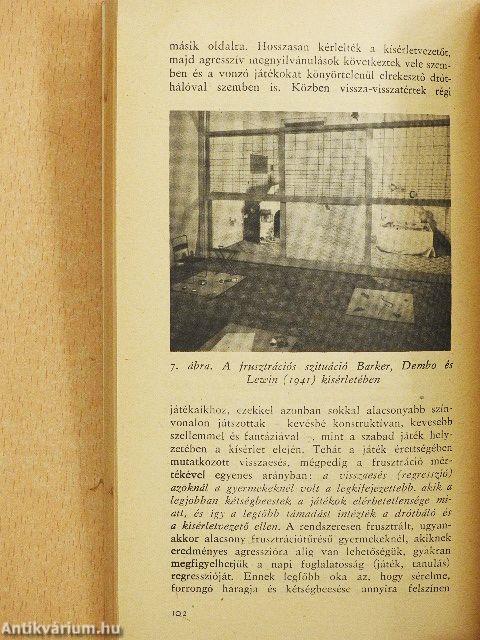 másik oldalra. Hosszasan kérlelték a kísérletvezetőt,
majd agresszív megnyilvánulások következtek vele szem-
ben és a vonzó játékokat könyörtelenül elrekesztő drót-
hálóval szemben is. Közben vissza-visszatértek régi
7. ábra. A frusztrációs szituáció Barker, Dembo és
Lewin (1941) kísérletében
játékaikhoz, ezekkel azonban sokkal alacsonyabb szín-
vonalon játszottak – kevésbé konstruktívan, kevesebb
szellemmel és fantáziával –, mint a szabad játék hely-
zetében a kísérlet elején. Tehát a játék érettségében
mutatkozott visszaesés, mégpedig a frusztráció mér-
tékével egyenes arányban: a visszaesés (regresszió)
azoknál a gyermekeknél volt a legkifejezettebb, akik a
legjobban kétségbeestek a játékok elérhetetlensége mi-
att, és így a legtöbb támadást intézték a drótháló és
a kísérletvezető ellen. A rendszeresen frusztrált, ugyan-
akkor alacsony frusztrációtűrésű gyermekeknél, akiknek
eredményes agresszióra alig van lehetőségük, gyakran
megfigyelhetjük a napi foglalatosság (játék, tanulás)
regresszióját. Ennek legfőbb oka az, hogy sérelme,
forrongó haragja és kétségbeesése annyira felszínen
102
Antikvárium.hu